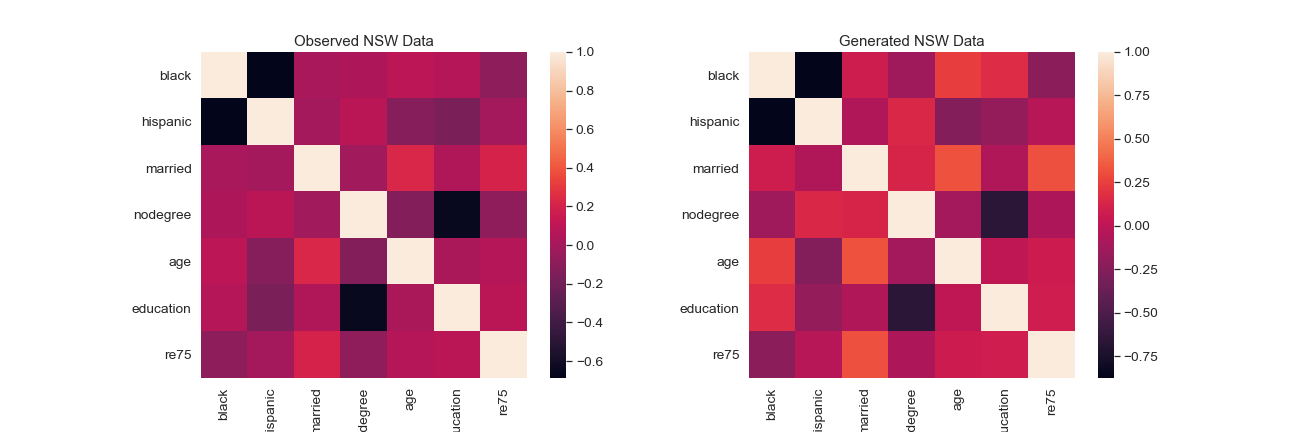 Observed NSW Data
black
hispanic
married
nodegree
age
education
re75
black
ispanic
married
degree
age
ucation
re75
1.0
0.8
0.6
0.4
0.2
0.0
−0.2
−0.4
−0.6
Generated NSW Data
black
hispanic
married
nodegree
age
education
re75
black
ispanic
married
degree
age
ucation
re75
1.00
0.75
0.50
0.25
0.00
−0.25
−0.50
−0.75